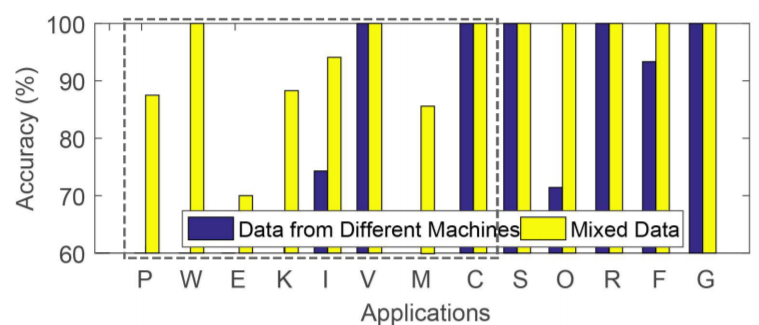 Accuracy (%)
100
90
80
70
60
Data from Different Machines Mixed Data
P W E K I V M C S O R F G
Applications